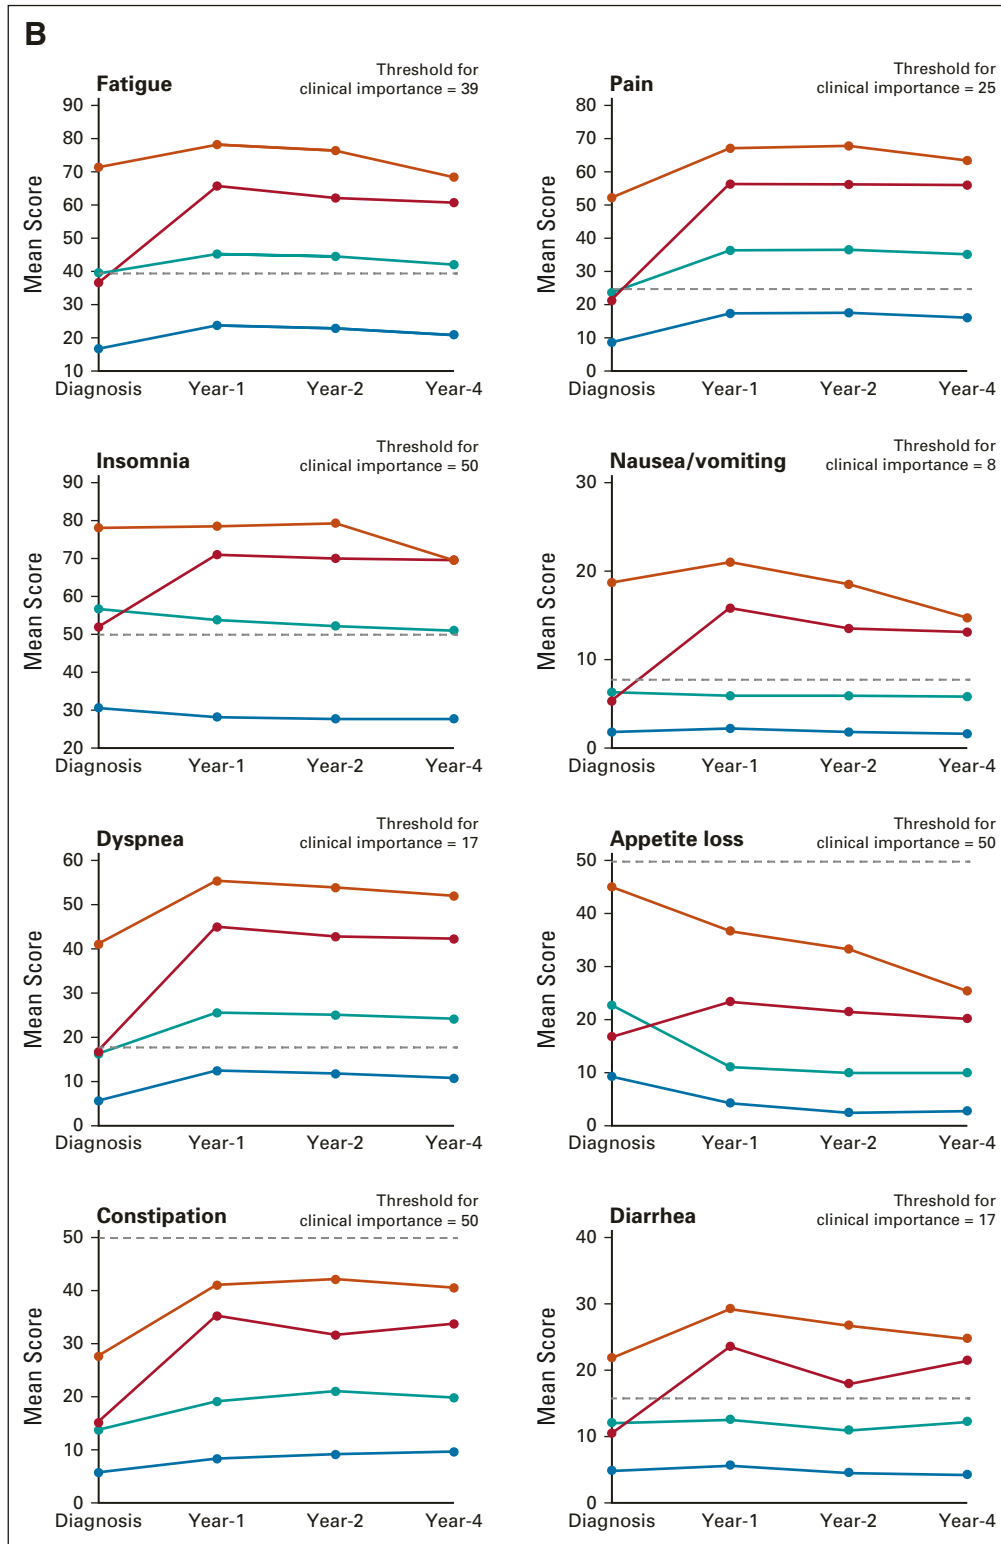 B
Fatigue
Threshold for
clinical importance = 39
Mean Score
90
80
70
60
50
40
30
20
10
Diagnosis Year-1 Year-2 Year-4
Pain
Threshold for
clinical importance = 25
Mean Score
80
70
60
50
40
30
20
10
0
Diagnosis Year-1 Year-2 Year-4
Insomnia
Threshold for
clinical importance = 50
Mean Score
90
80
70
60
50
40
30
20
Diagnosis Year-1 Year-2 Year-4
Nausea/vomiting
Threshold for
clinical importance = 8
Mean Score
30
20
10
0
Diagnosis Year-1 Year-2 Year-4
Dyspnea
Threshold for
clinical importance = 17
Mean Score
60
50
40
30
20
10
0
Diagnosis Year-1 Year-2 Year-4
Appetite loss
Threshold for
clinical importance = 50
Mean Score
50
40
30
20
10
0
Diagnosis Year-1 Year-2 Year-4
Constipation
Threshold for
clinical importance = 50
Mean Score
50
40
30
20
10
0
Diagnosis Year-1 Year-2 Year-4
Diarrhea
Threshold for
clinical importance = 17
Mean Score
40
30
20
10
0
Diagnosis Year-1 Year-2 Year-4